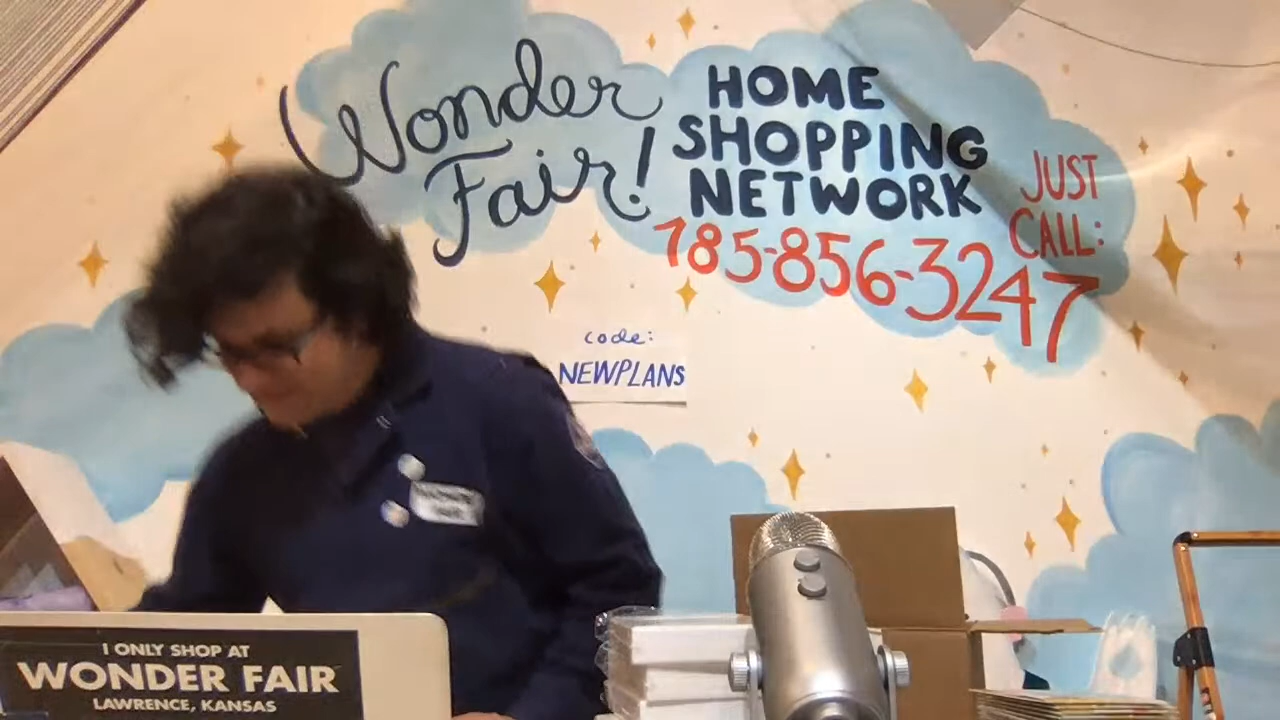 Wonder
Fair!
HOME
SHOPPING
NETWORK
JUST
CALL:
785-856-3247
code:
NEWPLANS
I ONLY SHOP AT
WONDER FAIR
LAWRENCE, KANSAS